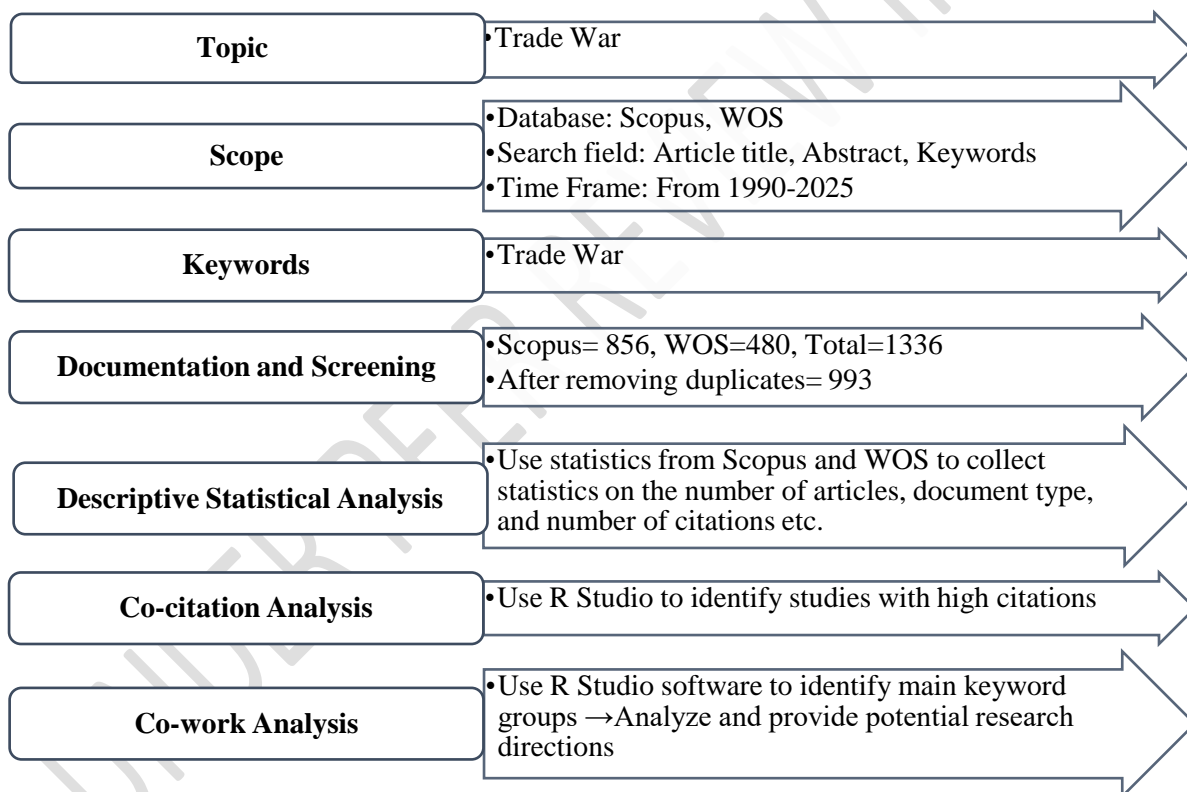 Topic
•Trade War
Scope
•Database: Scopus, WOS
•Search field: Article title, Abstract, Keywords
•Time Frame: From 1990-2025
Keywords
•Trade War
Documentation and Screening
•Scopus= 856, WOS=480, Total=1336
•After removing duplicates= 993
Descriptive Statistical Analysis
•Use statistics from Scopus and WOS to collect
statistics on the number of articles, document type,
and number of citations etc.
Co-citation Analysis
•Use R Studio to identify studies with high citations
Co-work Analysis
•Use R Studio software to identify main keyword
groups →Analyze and provide potential research
directions
UNDER PEER REVIEW